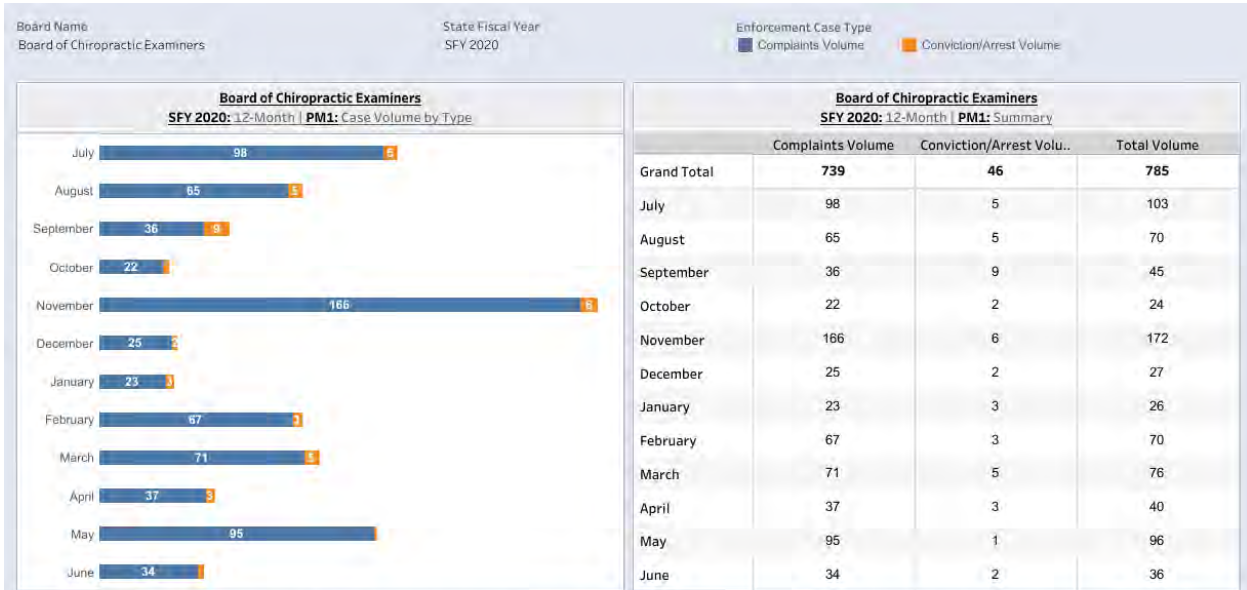 Board Name
Board of Chiropractic Examiners
State Fiscal Year
SFY 2020
Enforcement Case Type
Complaints Volume Conviction/Arrest Volume
Board of Chiropractic Examiners
SFY 2020: 12-Month | PM1: Case Volume by Type
July 98 5
August 65 5
September 36 9
October 22
November 166 6
December 25 2
January 23 3
February 67 3
March 71 5
April 37 3
May 95
June 34
Board of Chiropractic Examiners
SFY 2020: 12-Month | PM1: Summary
Complaints Volume Conviction/Arrest Volu.. Total Volume
Grand Total 739 46 785
July 98 5 103
August 65 5 70
September 36 9 45
October 22 2 24
November 166 6 172
December 25 2 27
January 23 3 26
February 67 3 70
March 71 5 76
April 37 3 40
May 95 1 96
June 34 2 36